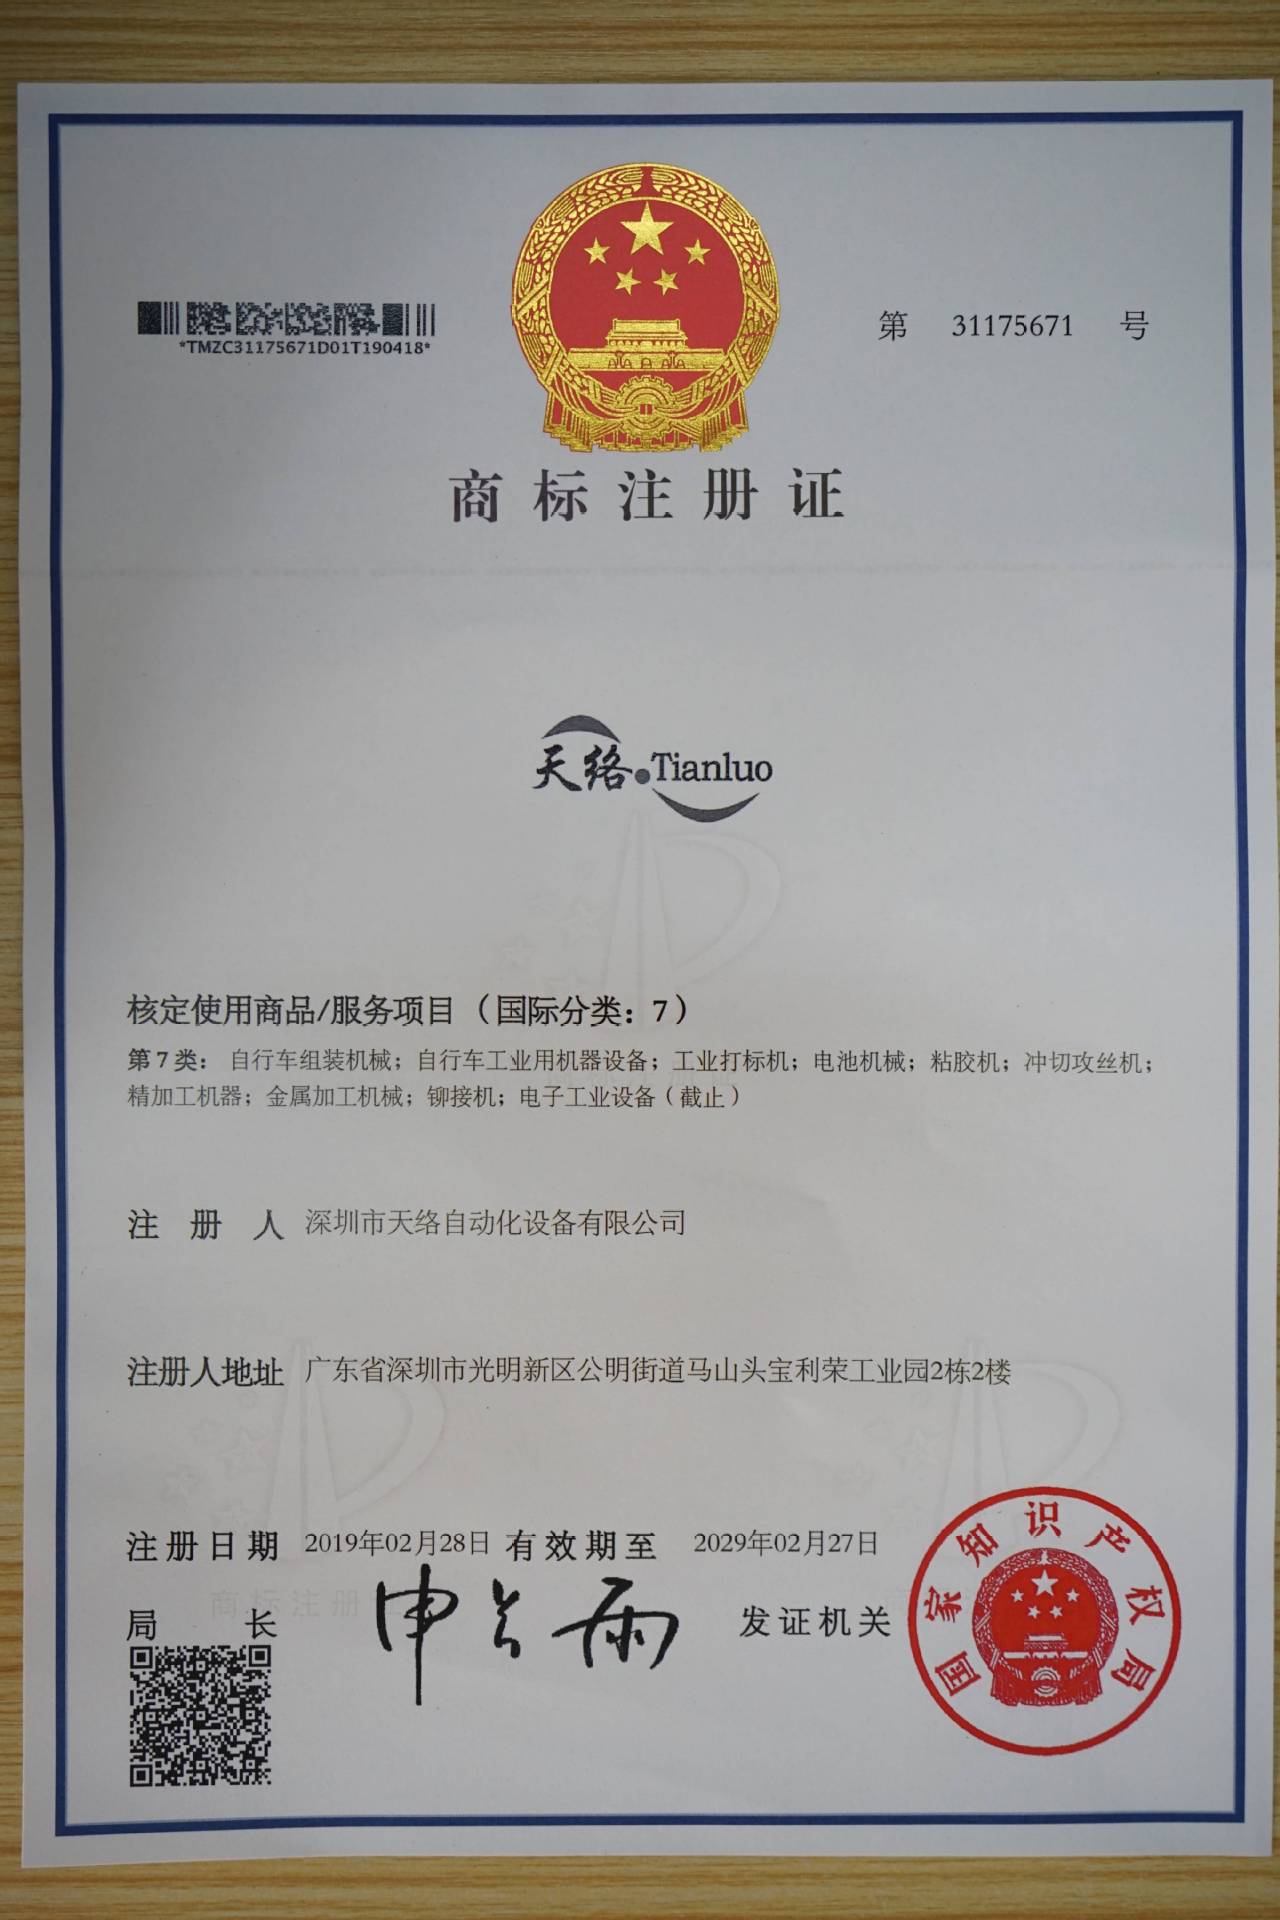 第 31175671 号
*TMZC31175671D01T190418*
商标注册证
天络·Tianluo
核定使用商品/服务项目（国际分类：7）
第7类：自行车组装机械；自行车工业用机器设备；工业打标机；电池机械；粘胶机；冲切攻丝机；
精加工机器；金属加工机械；铆接机；电子工业设备（截止）
注册人 深圳市天络自动化设备有限公司
注册人地址 广东省深圳市光明新区公明街道马山头宝利荣工业园2栋2楼
注册日期 2019年02月28日 有效期至 2029年02月27日
局长 申长雨 发证机关
国家知识产权局
商标注册证